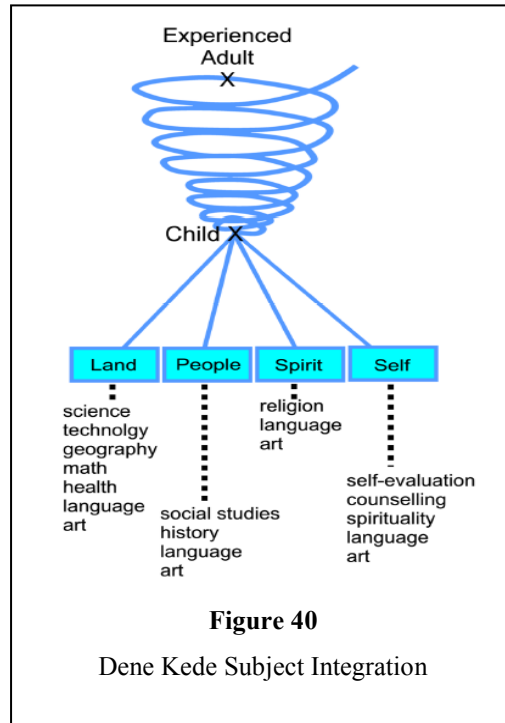 Experienced
Adult
X
Child X
Land
People
Spirit
Self
science
technolgy
geography
math
health
language
art
social studies
history
language
art
religion
language
art
self-evaluation
counselling
spirituality
language
art
Figure 40
Dene Kede Subject Integration